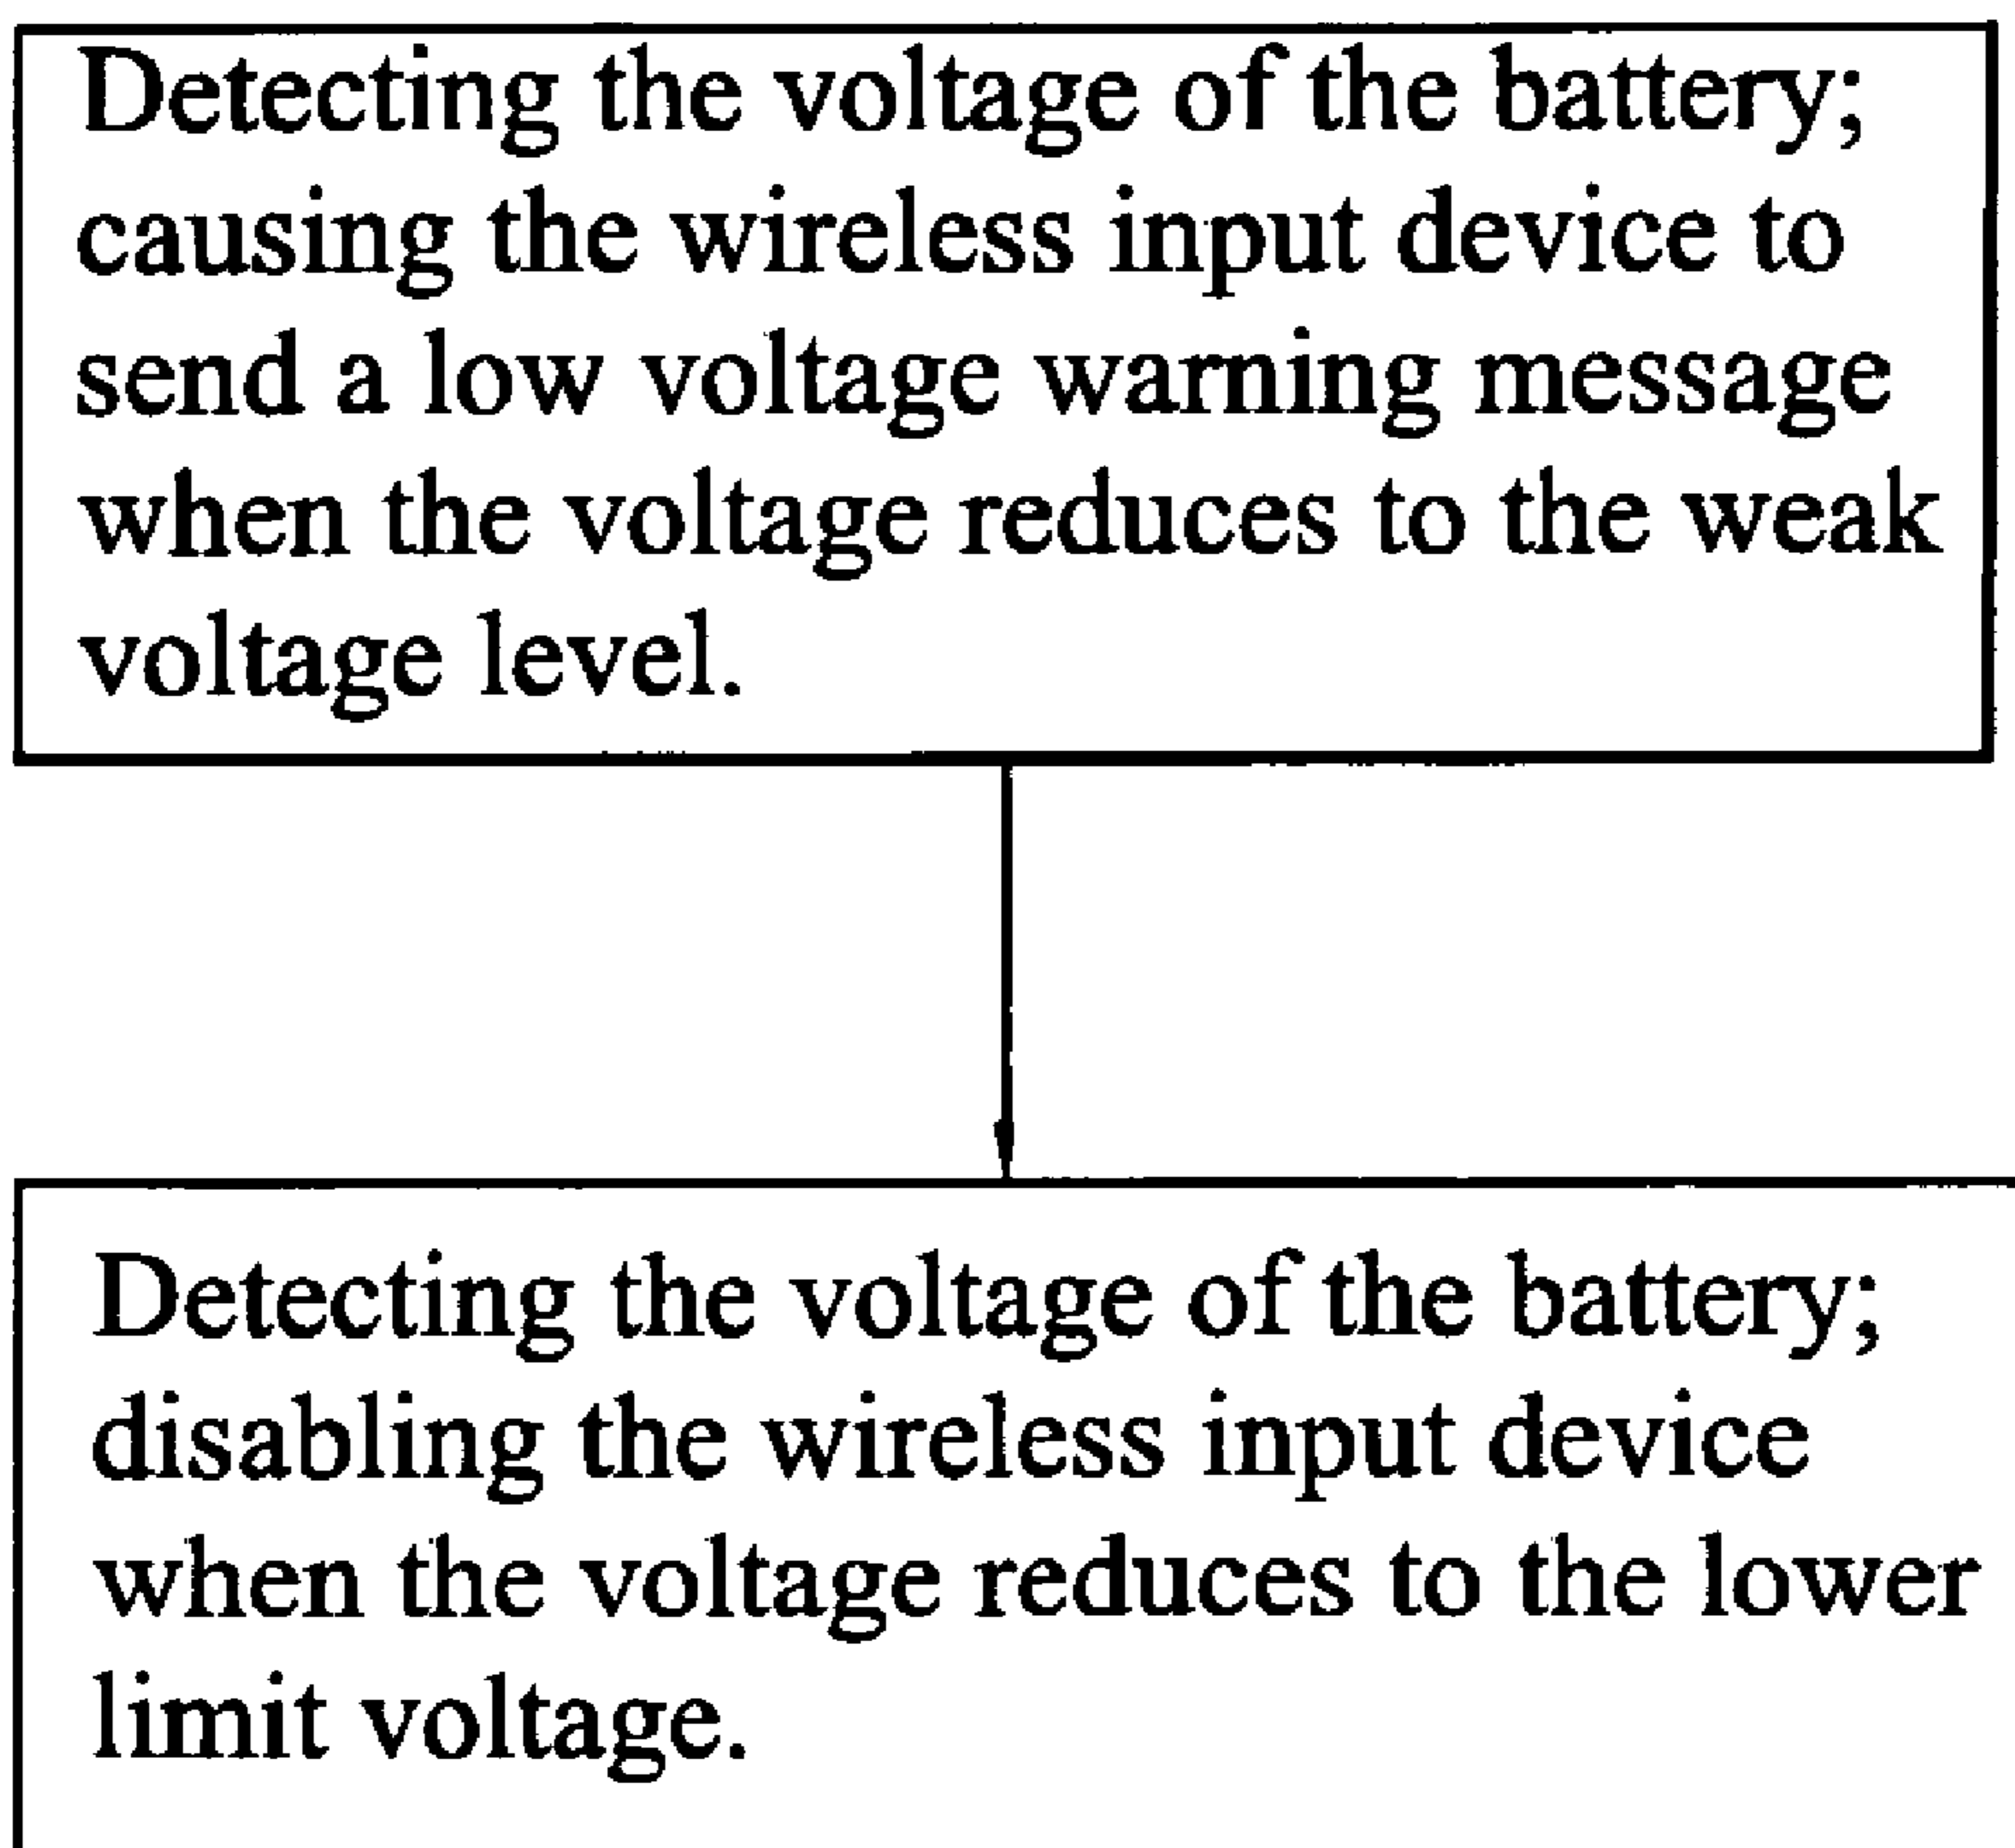 Detecting the voltage of the battery;
causing the wireless input device to
send a low voltage warning message
when the voltage reduces to the weak
voltage level.
Detecting the voltage of the battery;
disabling the wireless input device
when the voltage reduces to the lower
limit voltage.